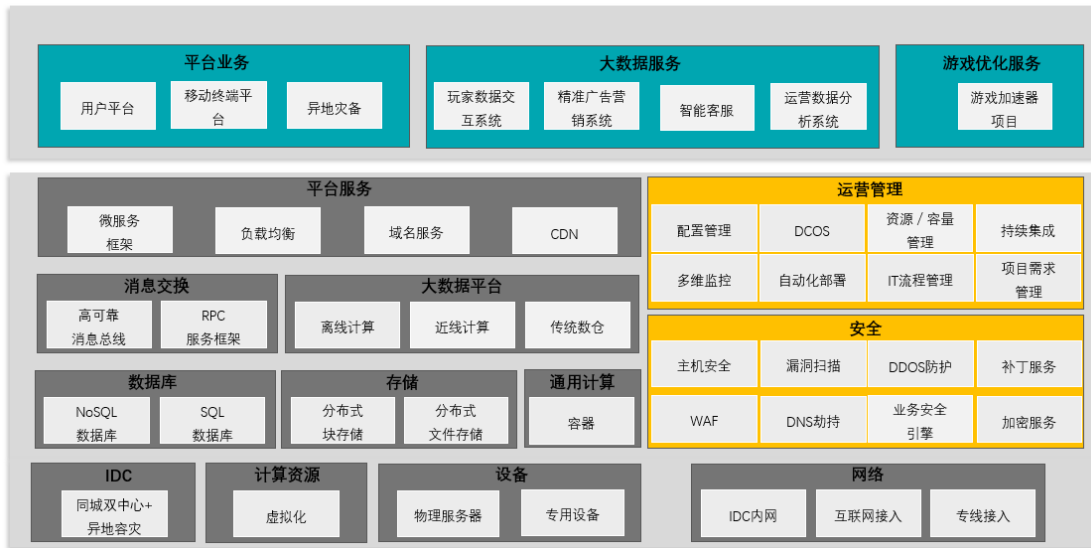 平台业务
用户平台
移动终端平
台
异地灾备
大数据服务
玩家数据交
互系统
精准广告营
销系统
智能客服
运营数据分
析系统
游戏优化服务
游戏加速器
项目
平台服务
微服务
框架
负载均衡
域名服务
CDN
运营管理
配置管理
DCOS
资源 / 容量
管理
持续集成
多维监控
自动化部署
IT流程管理
项目需求
管理
消息交换
高可靠
消息总线
RPC
服务框架
大数据平台
离线计算
近线计算
传统数仓
安全
主机安全
漏洞扫描
DDOS防护
补丁服务
WAF
DNS劫持
业务安全
引擎
加密服务
数据库
NoSQL
数据库
SQL
数据库
存储
分布式
块存储
分布式
文件存储
通用计算
容器
IDC
同城双中心+
异地容灾
计算资源
虚拟化
设备
物理服务器
专用设备
网络
IDC内网
互联网接入
专线接入